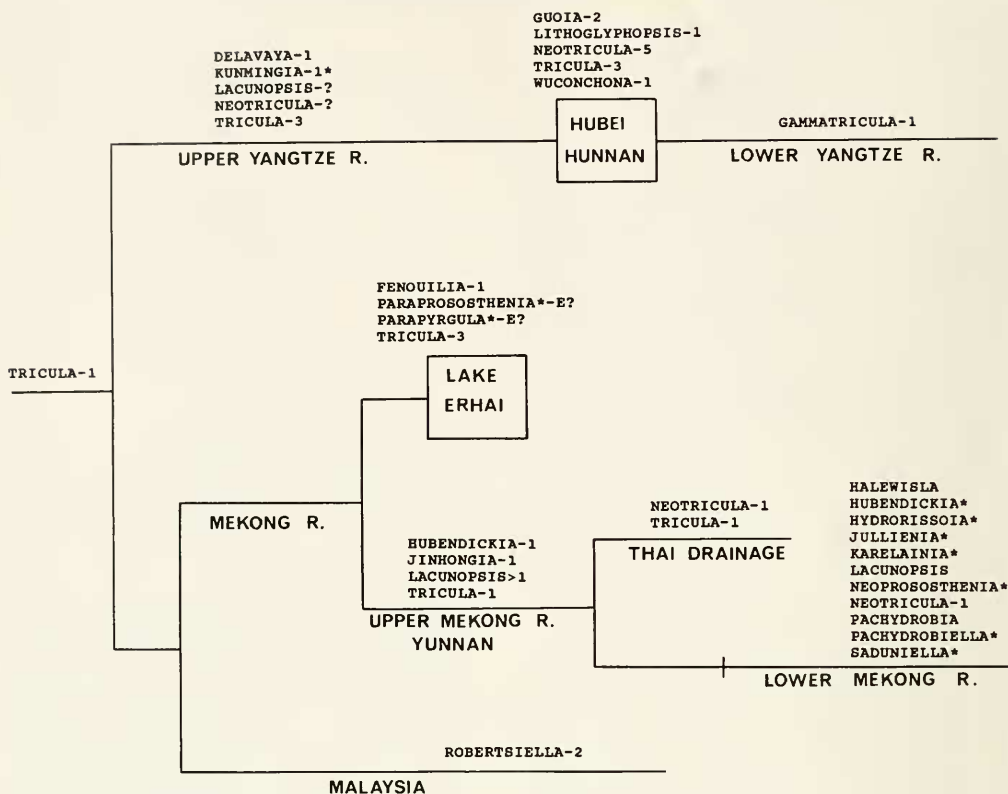 GUOIA-2
LITHOGLYPHOPSIS-1
NEOTRICULA-5
TRICULA-3
WUCONCHONA-1
DELAVAYA-1
KUNMINGIA-1*
LACUNOPSIS-?
NEOTRICULA-?
TRICULA-3
UPPER YANGTZE R.
HUBEI
HUNNAN
GAMMATRICULA-1
LOWER YANGTZE R.
FENOUILIA-1
PARAPROSOSTHENIA*-E?
PARAPYRGULA*-E?
TRICULA-3
LAKE
ERHAI
TRICULA-1
MEKONG R.
HUBENDICKIA-1
JINHONGIA-1
LACUNOPSIS>1
TRICULA-1
UPPER MEKONG R.
YUNNAN
NEOTRICULA-1
TRICULA-1
THAI DRAINAGE
HALEWISLA
HUBENDICKIA*
HYDRORISSOIA*
JULLIENIA*
KARELAINIA*
LACUNOPSIS
NEOPROSOSTHENIA*
NEOTRICULA-1
PACHYDROBIA
PACHYDROBIELLA*
SADUNIELLA*
LOWER MEKONG R.
ROBERTSIELLA-2
MALAYSIA